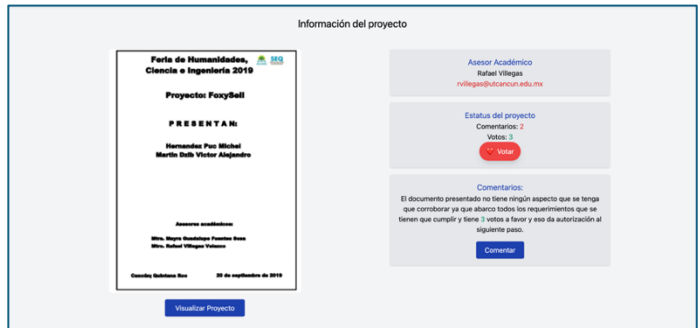 Información del proyecto
Feria de Humanidades,
Ciencia e Ingeniería 2019
SEQ
Proyecto: FoxySell
PRESENTAN:
Hernandez Puc Michel
Martin Dzib Victor Alejandro
Asesores académicos:
Mtra. Mayra Guadalupe Fuentes Sosa
Mtro. Rafael Villegas Velasco
Cancún; Quintana Roo 20 de septiembre de 2019
Visualizar Proyecto
Asesor Académico
Rafael Villegas
rvillegas@utcancun.edu.mx
Estatus del proyecto
Comentarios: 2
Votos: 3
Votar
Comentarios:
El documento presentado no tiene ningún aspecto que se tenga
que corroborar ya que abarco todos los requerimientos que se
tienen que cumplir y tiene 3 votos a favor y eso da autorización al
siguiente paso.
Comentar